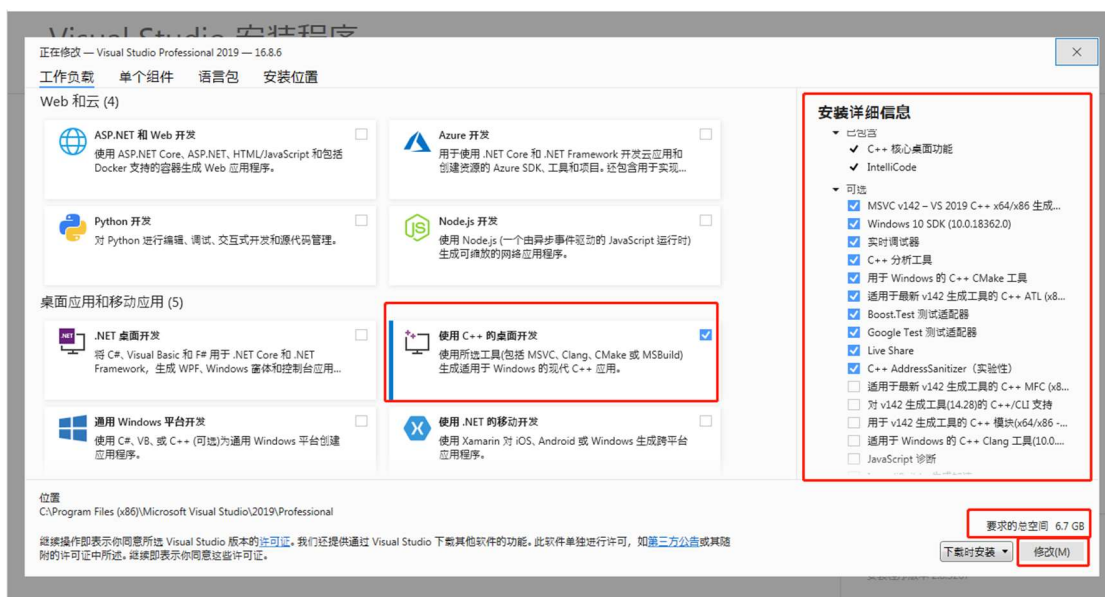 Visual Studio 安装程序
正在修改 — Visual Studio Professional 2019 — 16.8.6
工作负载 单个组件 语言包 安装位置
Web 和云 (4)
ASP.NET 和 Web 开发
使用 ASP.NET Core、ASP.NET、HTML/JavaScript 和包括
Docker 支持的容器生成 Web 应用程序。
Azure 开发
用于使用 .NET Core 和 .NET Framework 开发云应用和
创建资源的 Azure SDK、工具和项目。还包含用于实现...
Python 开发
对 Python 进行编辑、调试、交互式开发和源代码管理。
Node.js 开发
使用 Node.js (一个由异步事件驱动的 JavaScript 运行时)
生成可缩放的网络应用程序。
桌面应用和移动应用 (5)
.NET 桌面开发
将 C#、Visual Basic 和 F# 用于 .NET Core 和 .NET
Framework，生成 WPF、Windows 窗体和控制台应用...
使用 C++ 的桌面开发
使用所选工具(包括 MSVC、Clang、CMake 或 MSBuild)
生成适用于 Windows 的现代 C++ 应用。
通用 Windows 平台开发
使用 C#、VB、或 C++ (可选)为通用 Windows 平台创建
应用程序。
使用 .NET 的移动开发
使用 Xamarin 对 iOS、Android 或 Windows 生成跨平台
应用程序。
安装详细信息
已包含
C++ 核心桌面功能
IntelliCode
可选
MSVC v142 – VS 2019 C++ x64/x86 生成...
Windows 10 SDK (10.0.18362.0)
实时调试器
C++ 分析工具
用于 Windows 的 C++ CMake 工具
适用于最新 v142 生成工具的 C++ ATL (x8...
Boost.Test 测试适配器
Google Test 测试适配器
Live Share
C++ AddressSanitizer（实验性）
适用于最新 v142 生成工具的 C++ MFC (x8...
对 v142 生成工具(14.28)的 C++/CLI 支持
用于 v142 生成工具的 C++ 模块(x64/x86 -...
适用于 Windows 的 C++ Clang 工具(10.0....
JavaScript 诊断
位置
C:\Program Files (x86)\Microsoft Visual Studio\2019\Professional
继续操作即表示你同意所选 Visual Studio 版本的许可证。我们还提供通过 Visual Studio 下载其他软件的功能。此软件单独进行许可，如第三方公告或其随
附的许可证中所述。继续即表示你同意这些许可证。
要求的总空间 6.7 GB
下载时安装 修改(M)